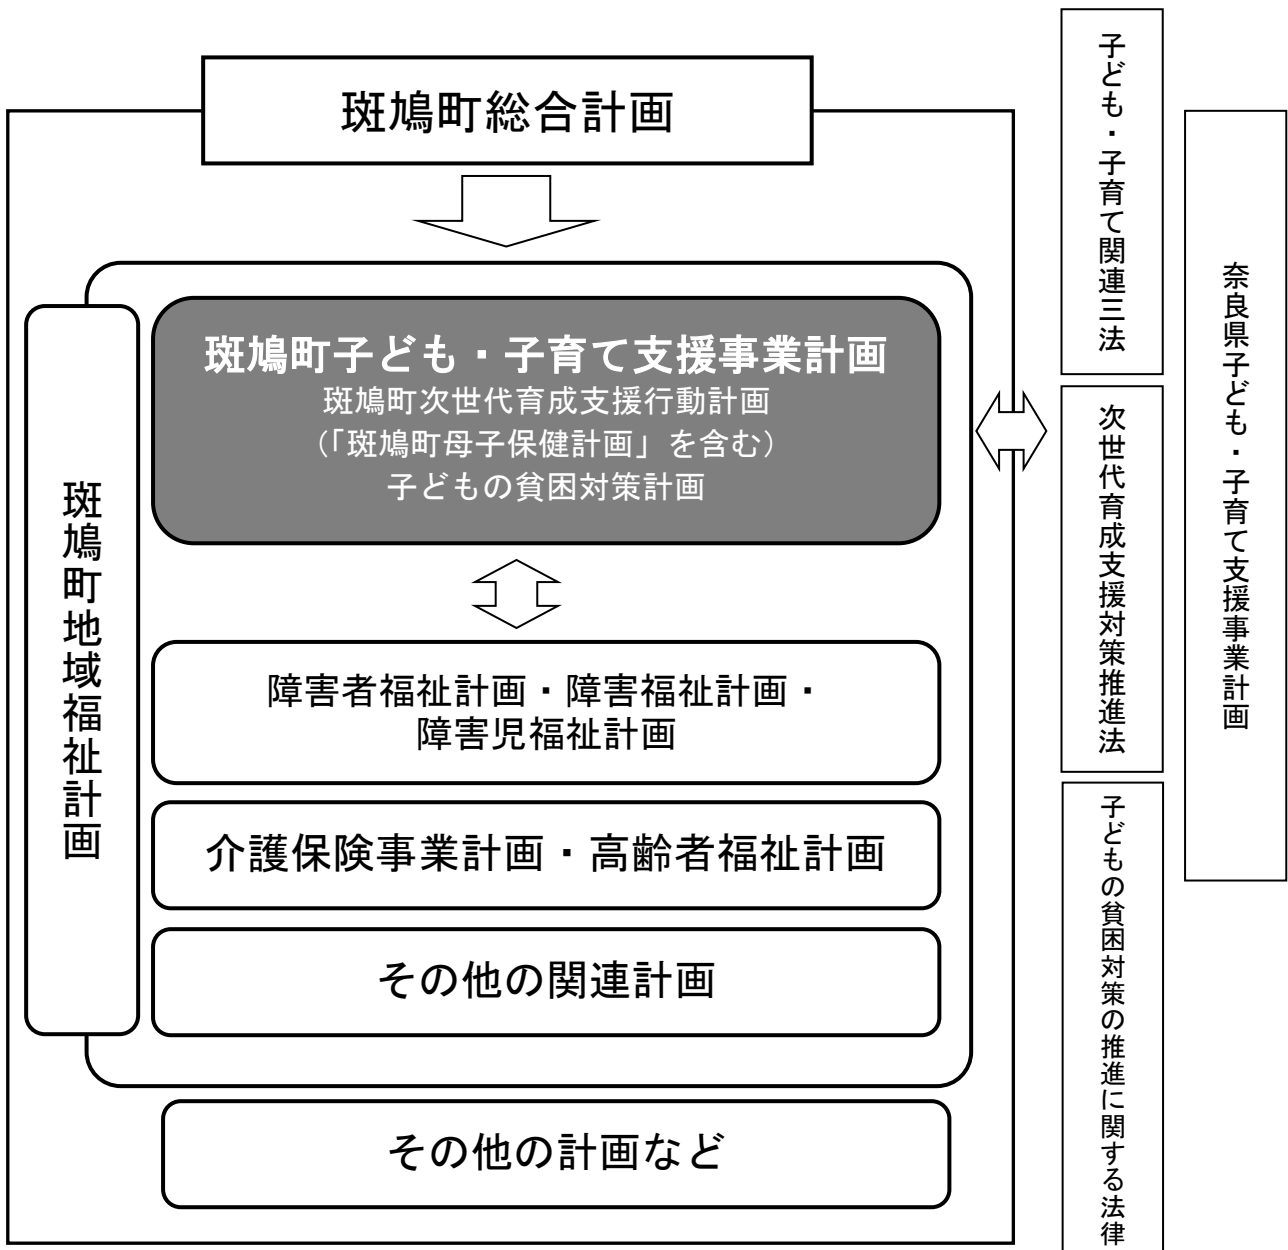 斑鳩町総合計画
斑鳩町地域福祉計画
斑鳩町子ども・子育て支援事業計画
斑鳩町次世代育成支援行動計画
（「斑鳩町母子保健計画」を含む）
子どもの貧困対策計画
障害者福祉計画・障害福祉計画・
障害児福祉計画
介護保険事業計画・高齢者福祉計画
その他の関連計画
その他の計画など
子ども・子育て関連三法
次世代育成支援対策推進法
子どもの貧困対策の推進に関する法律
奈良県子ども・子育て支援事業計画